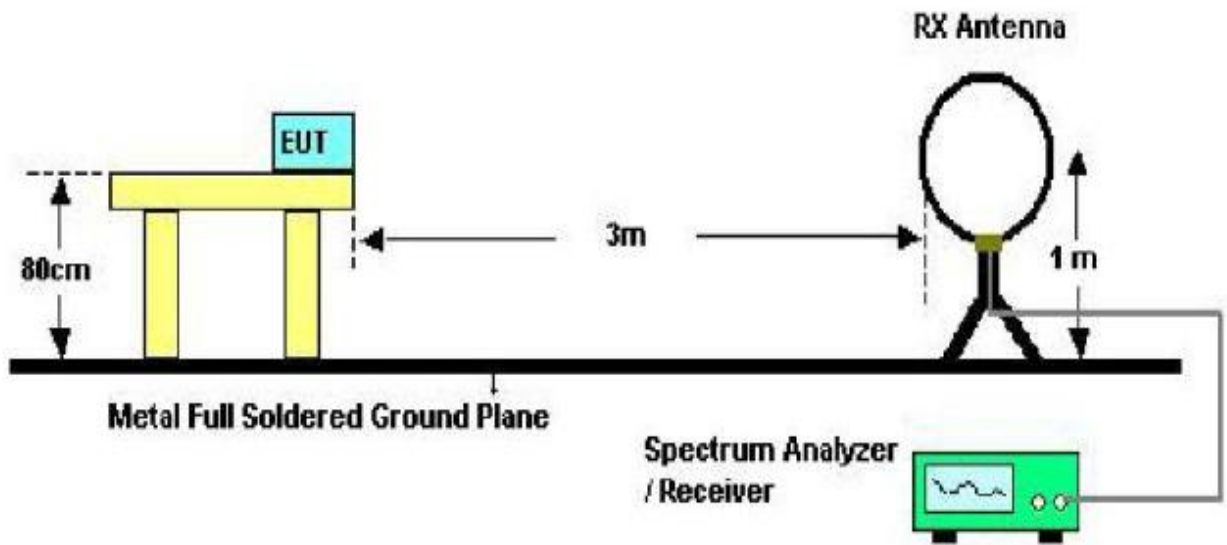 RX Antenna
EUT
3m
80cm
1 m
Metal Full Soldered Ground Plane
Spectrum Analyzer
/ Receiver